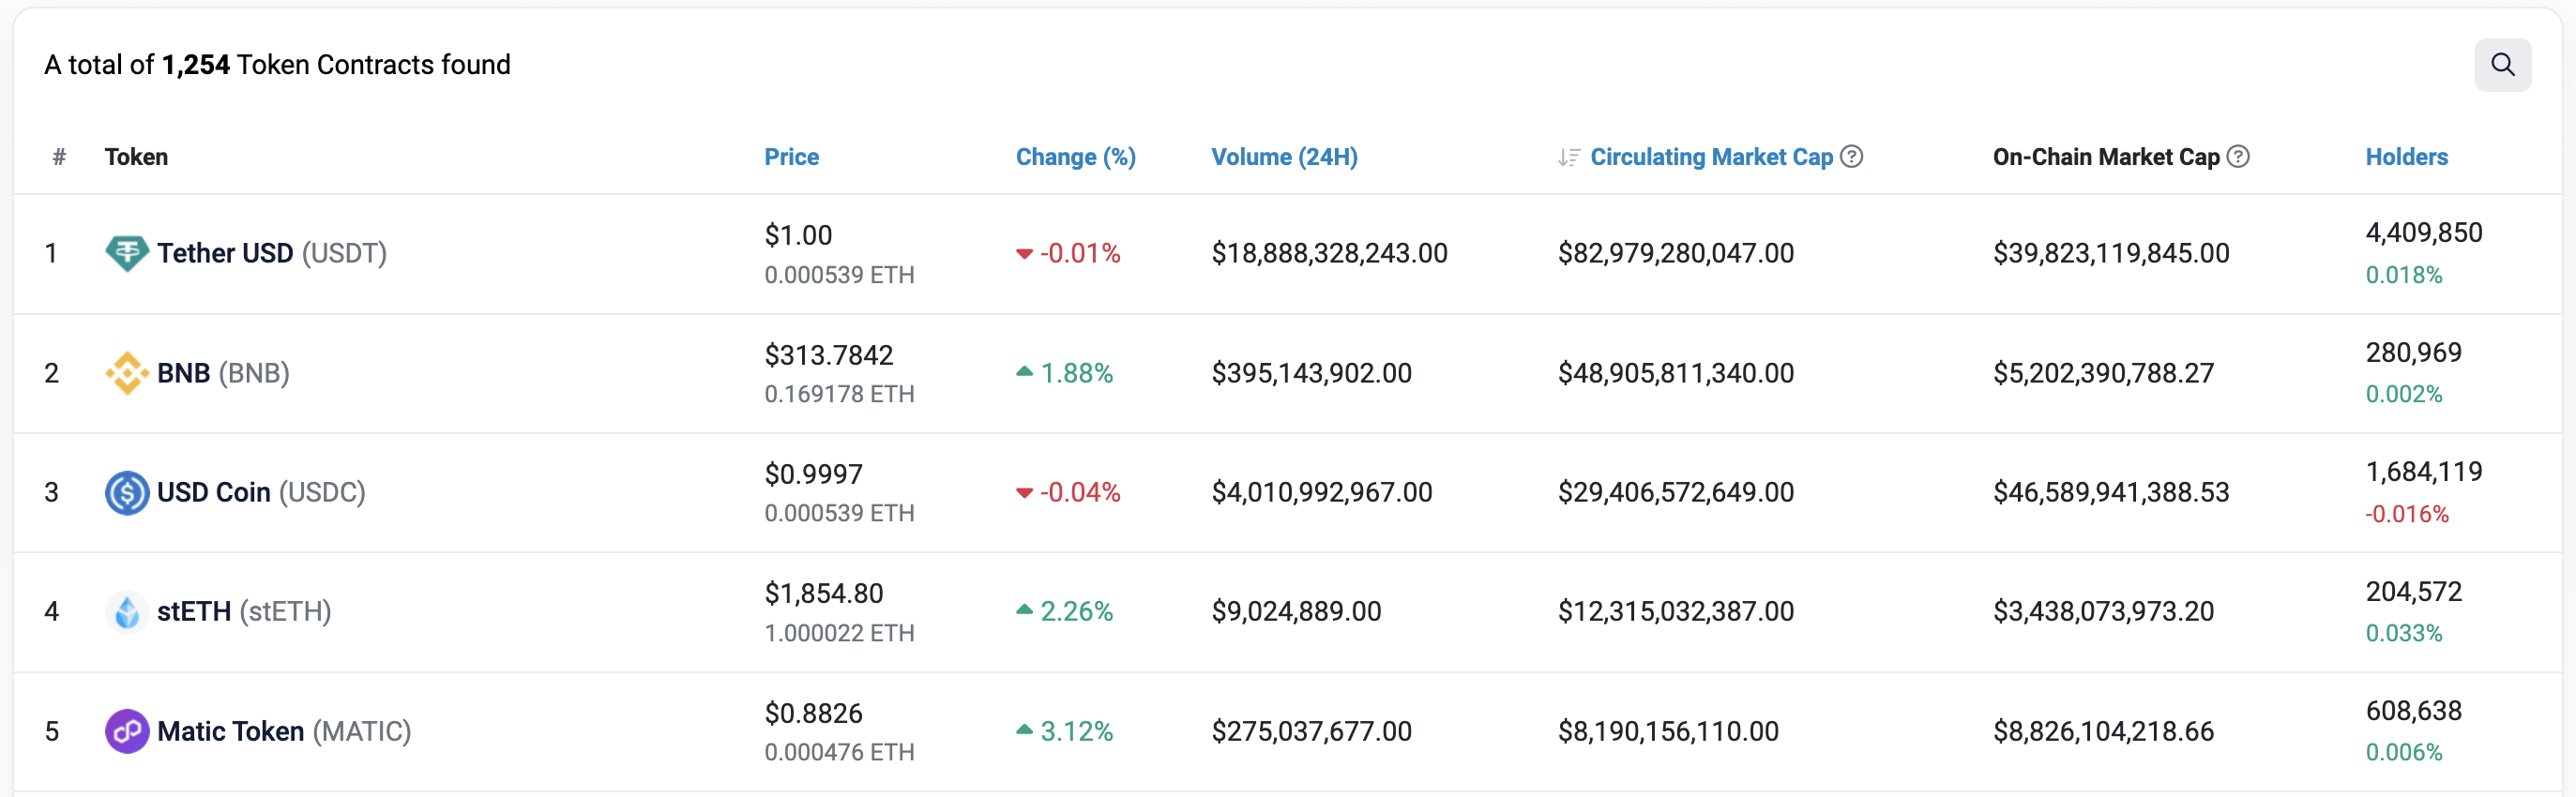 A total of 1,254 Token Contracts found
# Token Price Change (%) Volume (24H) Circulating Market Cap On-Chain Market Cap Holders
1 Tether USD (USDT) $1.00 -0.01% $18,888,328,243.00 $82,979,280,047.00 $39,823,119,845.00 4,409,850
0.000539 ETH 0.018%
2 BNB (BNB) $313.7842 1.88% $395,143,902.00 $48,905,811,340.00 $5,202,390,788.27 280,969
0.169178 ETH 0.002%
3 USD Coin (USDC) $0.9997 -0.04% $4,010,992,967.00 $29,406,572,649.00 $46,589,941,388.53 1,684,119
0.000539 ETH -0.016%
4 stETH (stETH) $1,854.80 2.26% $9,024,889.00 $12,315,032,387.00 $3,438,073,973.20 204,572
1.000022 ETH 0.033%
5 Matic Token (MATIC) $0.8826 3.12% $275,037,677.00 $8,190,156,110.00 $8,826,104,218.66 608,638
0.000476 ETH 0.006%